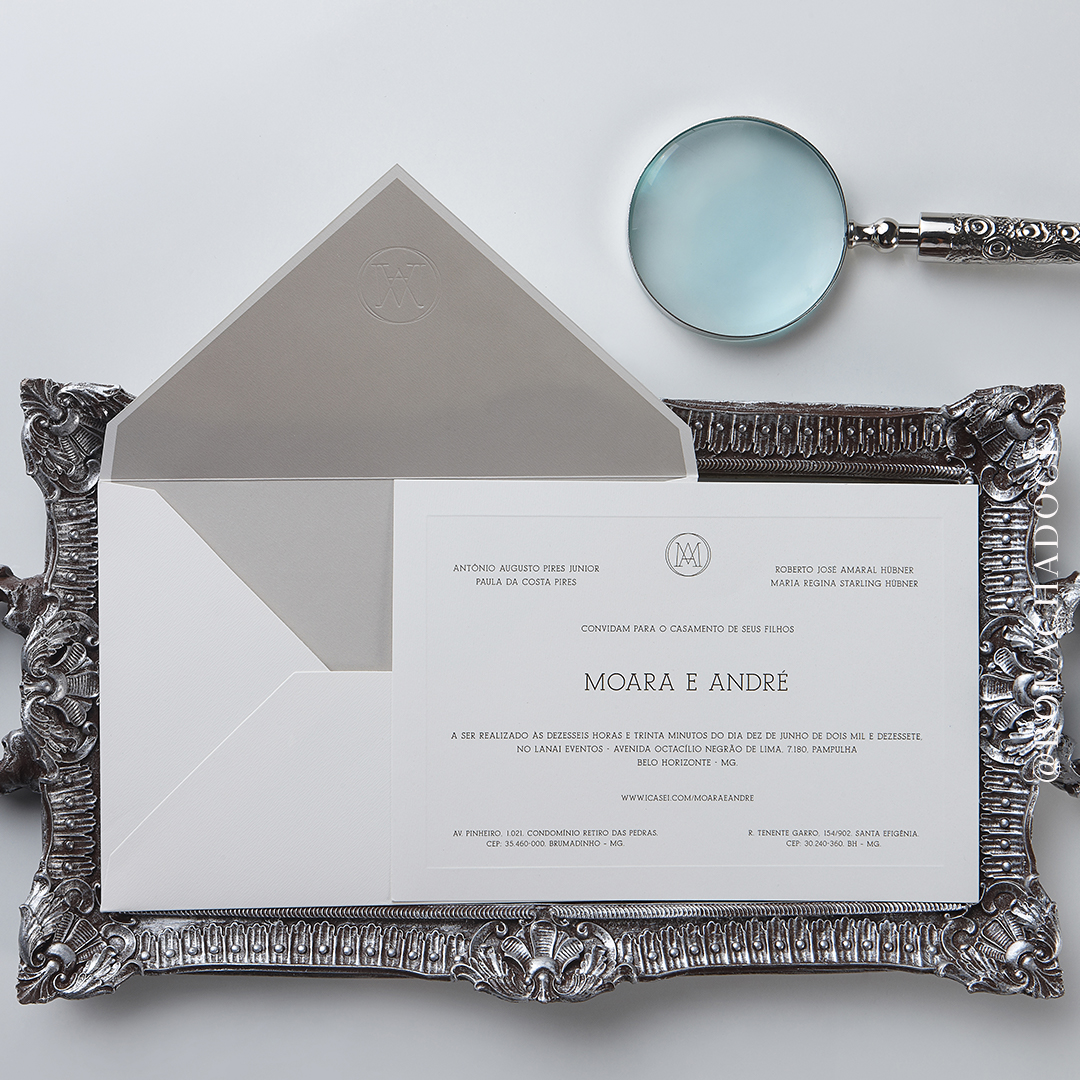 MA
ANTÔNIO AUGUSTO PIRES JUNIOR
PAULA DA COSTA PIRES
ROBERTO JOSÉ AMARAL HÜBNER
MARIA REGINA STARLING HÜBNER
CONVIDAM PARA O CASAMENTO DE SEUS FILHOS
MOARA E ANDRÉ
A SER REALIZADO ÀS DEZESSEIS HORAS E TRINTA MINUTOS DO DIA DEZ DE JUNHO DE DOIS MIL E DEZESSETE,
NO LANAI EVENTOS - AVENIDA OCTACÍLIO NEGRÃO DE LIMA, 7.180, PAMPULHA
BELO HORIZONTE - MG.
WWW.ICASEI.COM/MOARAEANDRE
AV. PINHEIRO, 1.021, CONDOMÍNIO RETIRO DAS PEDRAS,
CEP: 35.460-000, BRUMADINHO - MG.
R. TENENTE GARRO, 154/902, SANTA EFIGÊNIA,
CEP: 30.240-360, BH - MG.